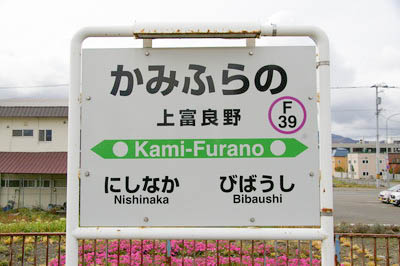 かみふらの
上富良野
F
39
Kami-Furano
にしなか
Nishinaka
びばうし
Bibaushi